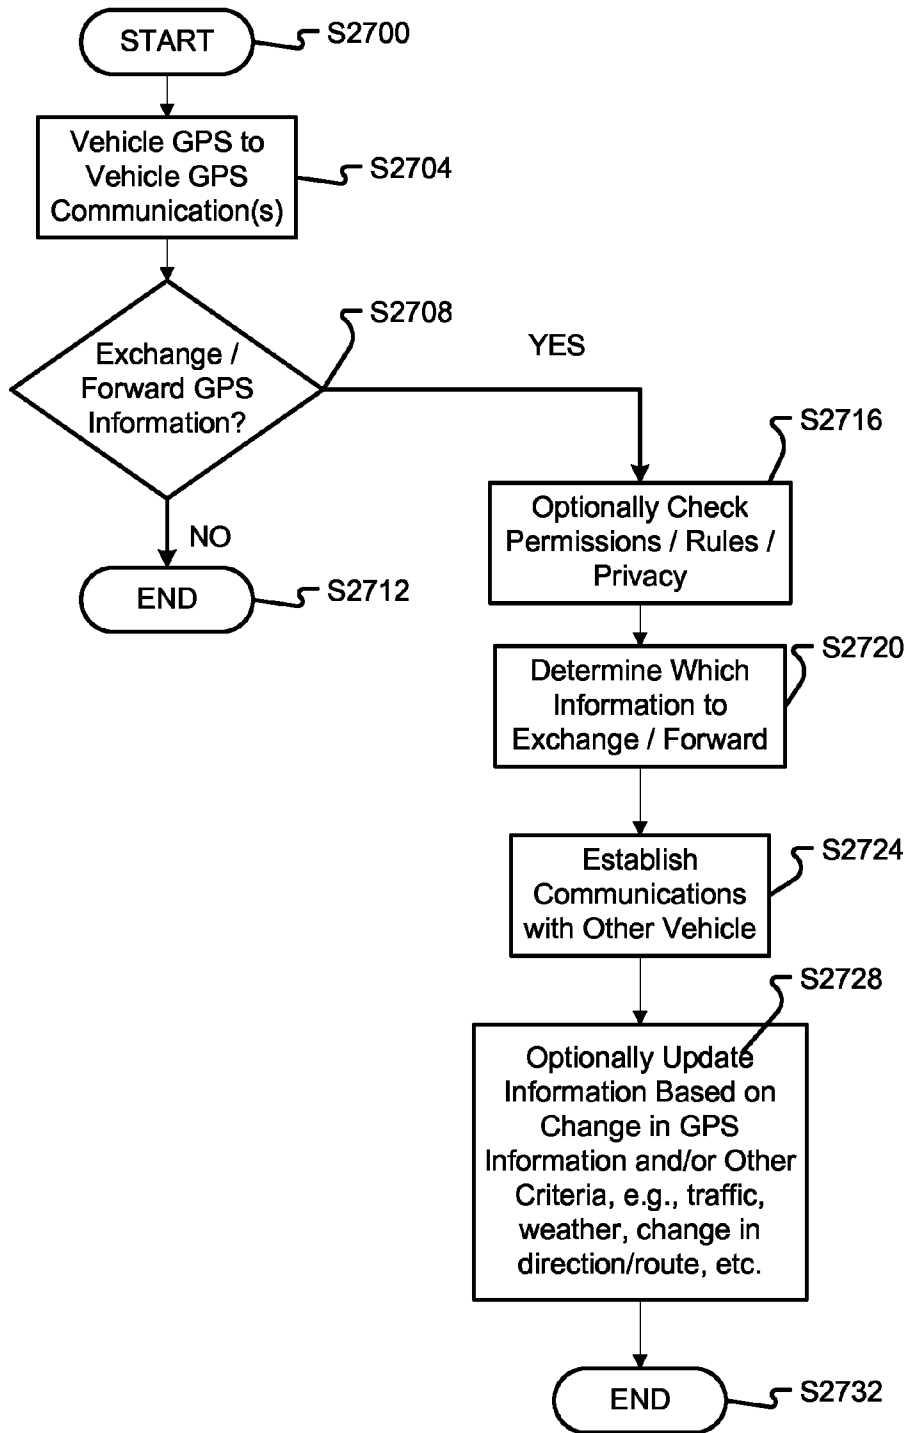 START
S2700
Vehicle GPS to
Vehicle GPS
Communication(s)
S2704
Exchange /
Forward GPS
Information?
S2708
YES
NO
END
S2712
S2716
Optionally Check
Permissions / Rules /
Privacy
S2720
Determine Which
Information to
Exchange / Forward
S2724
Establish
Communications
with Other Vehicle
S2728
Optionally Update
Information Based on
Change in GPS
Information and/or Other
Criteria, e.g., traffic,
weather, change in
direction/route, etc.
END
S2732